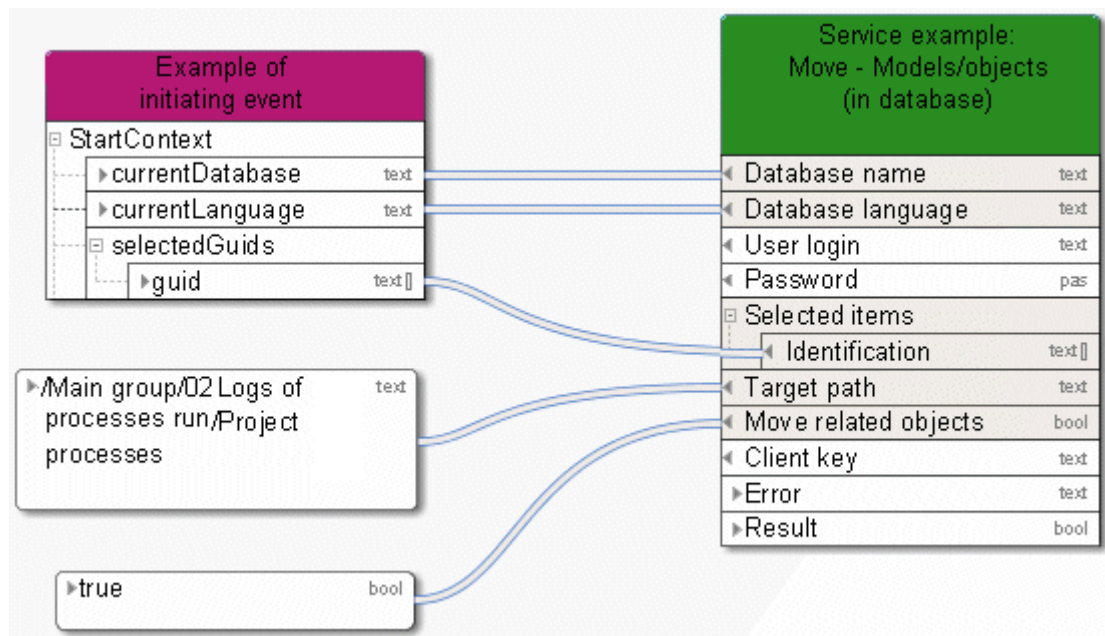 Example of
initiating event
StartContext
currentDatabase text
currentLanguage text
selectedGuids
guid text[]
/Main group/02 Logs of text
processes run/Project
processes
true bool
Service example:
Move - Models/objects
(in database)
Database name text
Database language text
User login text
Password pas
Selected items
Identification text[]
Target path text
Move related objects bool
Client key text
Error text
Result bool